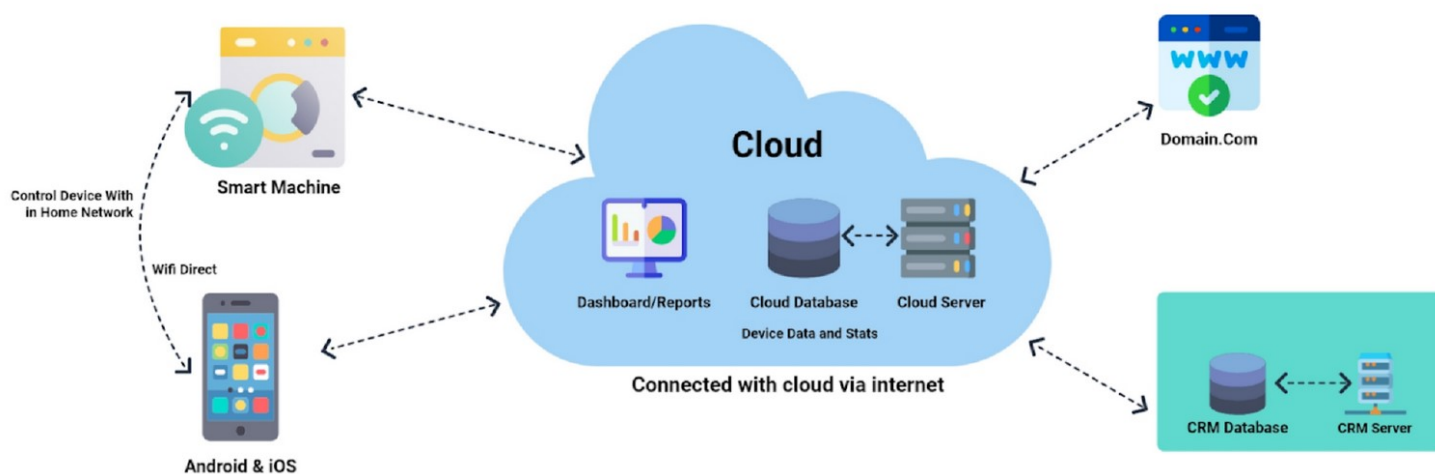 Cloud
WWW
Domain.Com
Smart Machine
Control Device With
in Home Network
Wifi Direct
Dashboard/Reports
Cloud Database
Cloud Server
Device Data and Stats
Connected with cloud via internet
CRM Database
CRM Server
Android & iOS